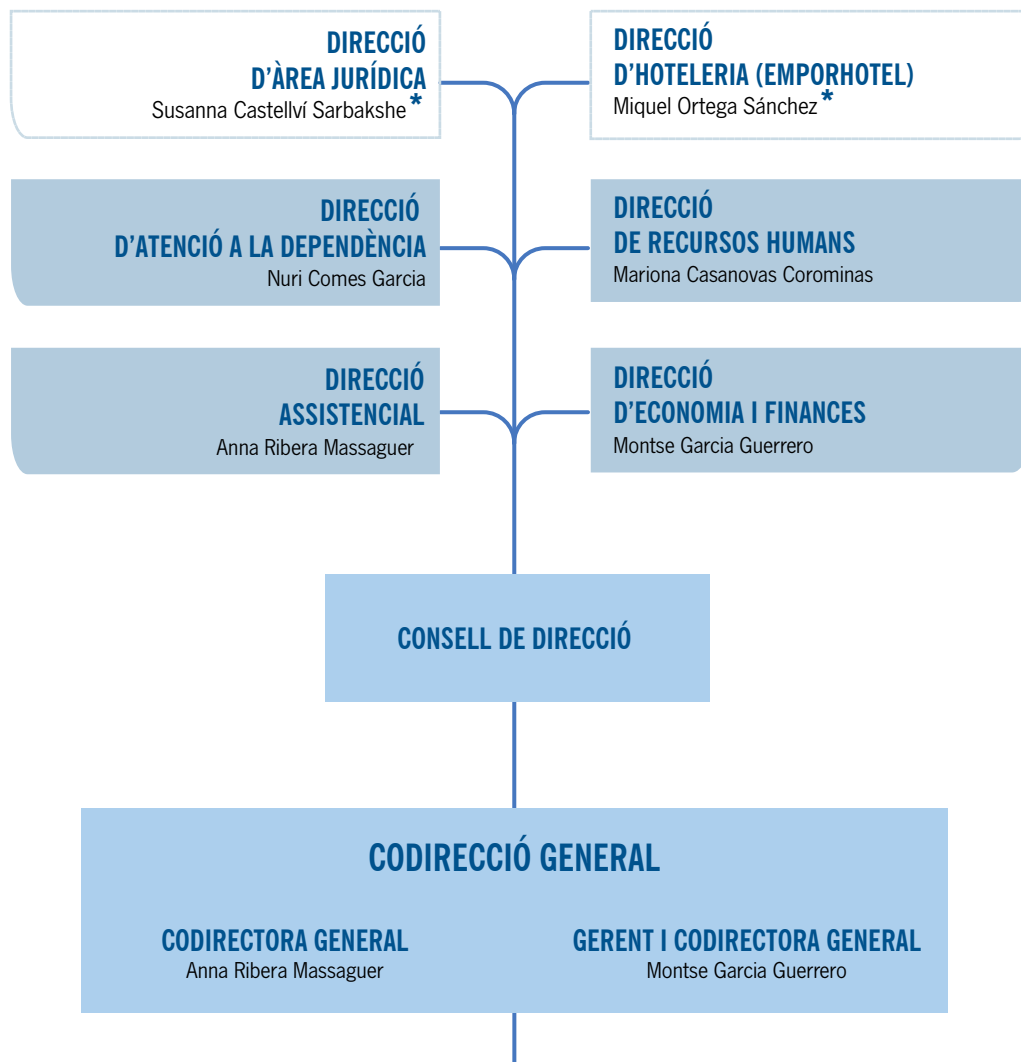 DIRECCIÓ
D'ÀREA JURÍDICA
Susanna Castellví Sarbakshe *
DIRECCIÓ
D'HOTELERIA (EMPORHOTEL)
Miquel Ortega Sánchez *
DIRECCIÓ
D'ATENCIÓ A LA DEPENDÈNCIA
Nuri Comes Garcia
DIRECCIÓ
DE RECURSOS HUMANS
Mariona Casanovas Corominas
DIRECCIÓ
ASSISTENCIAL
Anna Ribera Massaguer
DIRECCIÓ
D'ECONOMIA I FINANCES
Montse Garcia Guerrero
CONSELL DE DIRECCIÓ
CODIRECCIÓ GENERAL
CODIRECTORA GENERAL
Anna Ribera Massaguer
GERENT I CODIRECTORA GENERAL
Montse Garcia Guerrero